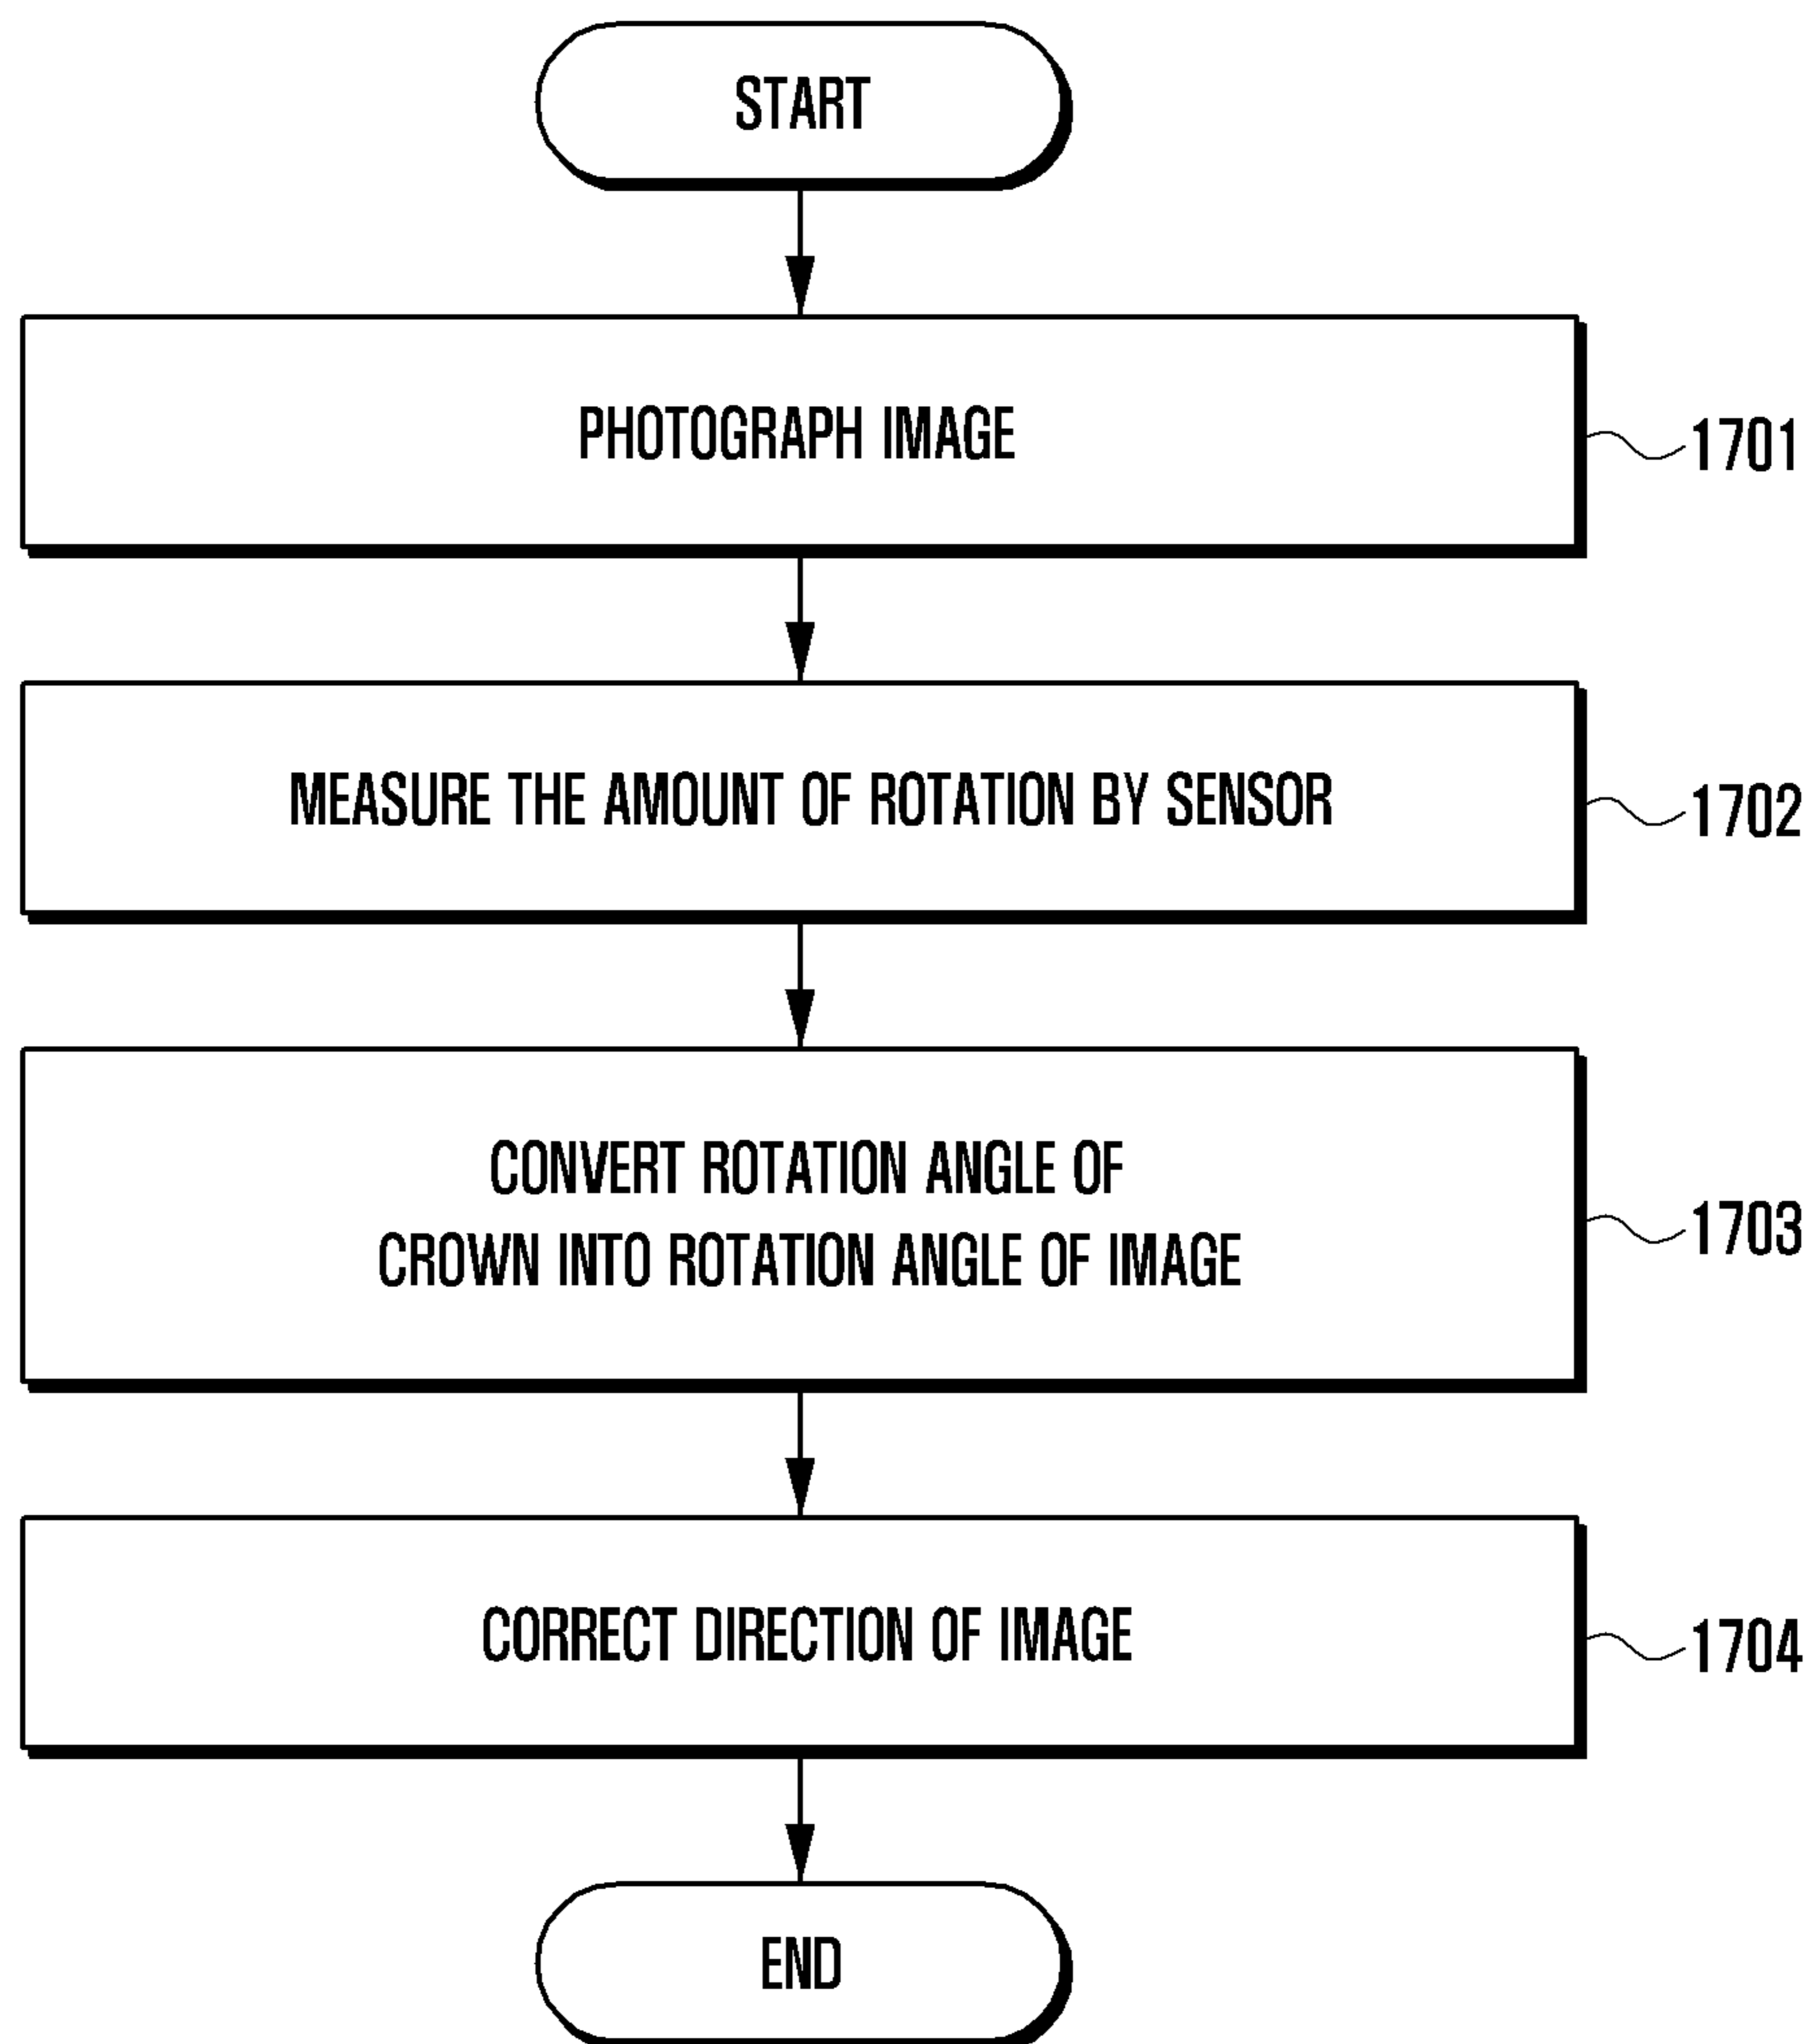 START
PHOTOGRAPH IMAGE
1701
MEASURE THE AMOUNT OF ROTATION BY SENSOR
1702
CONVERT ROTATION ANGLE OF
CROWN INTO ROTATION ANGLE OF IMAGE
1703
CORRECT DIRECTION OF IMAGE
1704
END